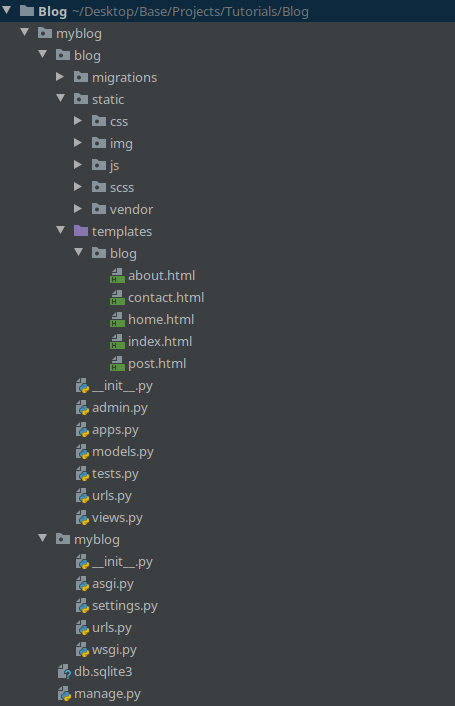 Blog ~/Desktop/Base/Projects/Tutorials/Blog
myblog
blog
migrations
static
css
img
js
scss
vendor
templates
blog
about.html
contact.html
home.html
index.html
post.html
__init__.py
admin.py
apps.py
models.py
tests.py
urls.py
views.py
myblog
__init__.py
asgi.py
settings.py
urls.py
wsgi.py
db.sqlite3
manage.py